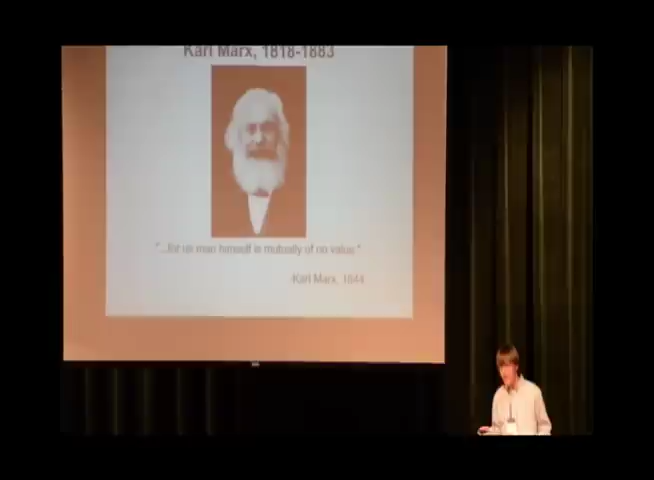 Karl Marx, 1818-1883
"...for us man himself is mutually of no value."
-Karl Marx, 1844